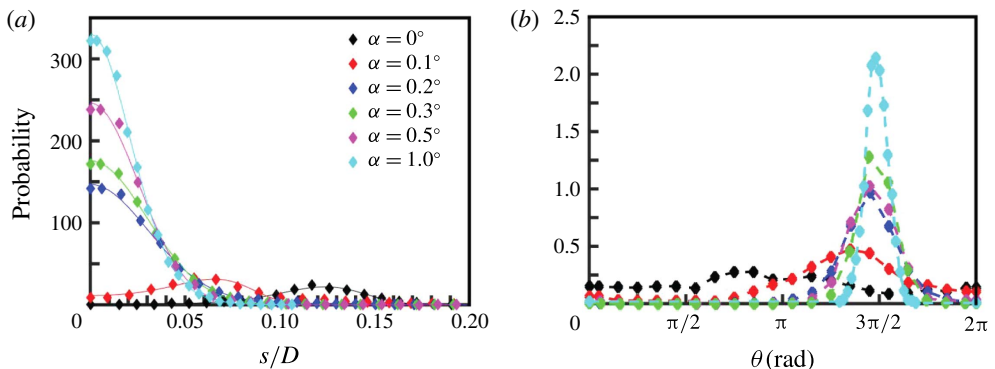 (a)
Probability
300
200
100
0
0.05
0.10
0.15
0.20
s/D
α = 0°
α = 0.1°
α = 0.2°
α = 0.3°
α = 0.5°
α = 1.0°
(b)
2.5
2.0
1.5
1.0
0.5
0
π/2
π
3π/2
2π
θ (rad)